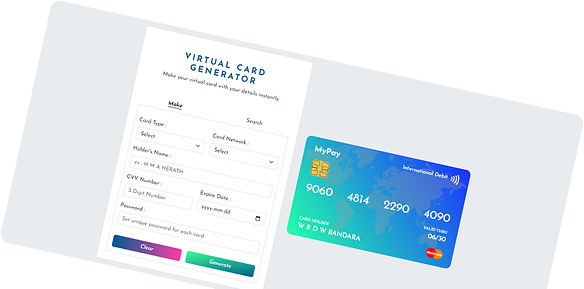 VIRTUAL CARD
GENERATOR
Make your virtual card with your details instantly
Make
Search
Card Type :
Card Network :
Select
Select
Holder's Name :
ex : H M A HERATH
CVV Number :
Expire Date :
3 Digit Number
yyyy-mm-dd
Password :
Set unique password for each card
Clear
Generate
MyPay
International Debit
9060 4814 2290 4090
CARD HOLDER
VALID THRU
W B D W BANDARA
06/30